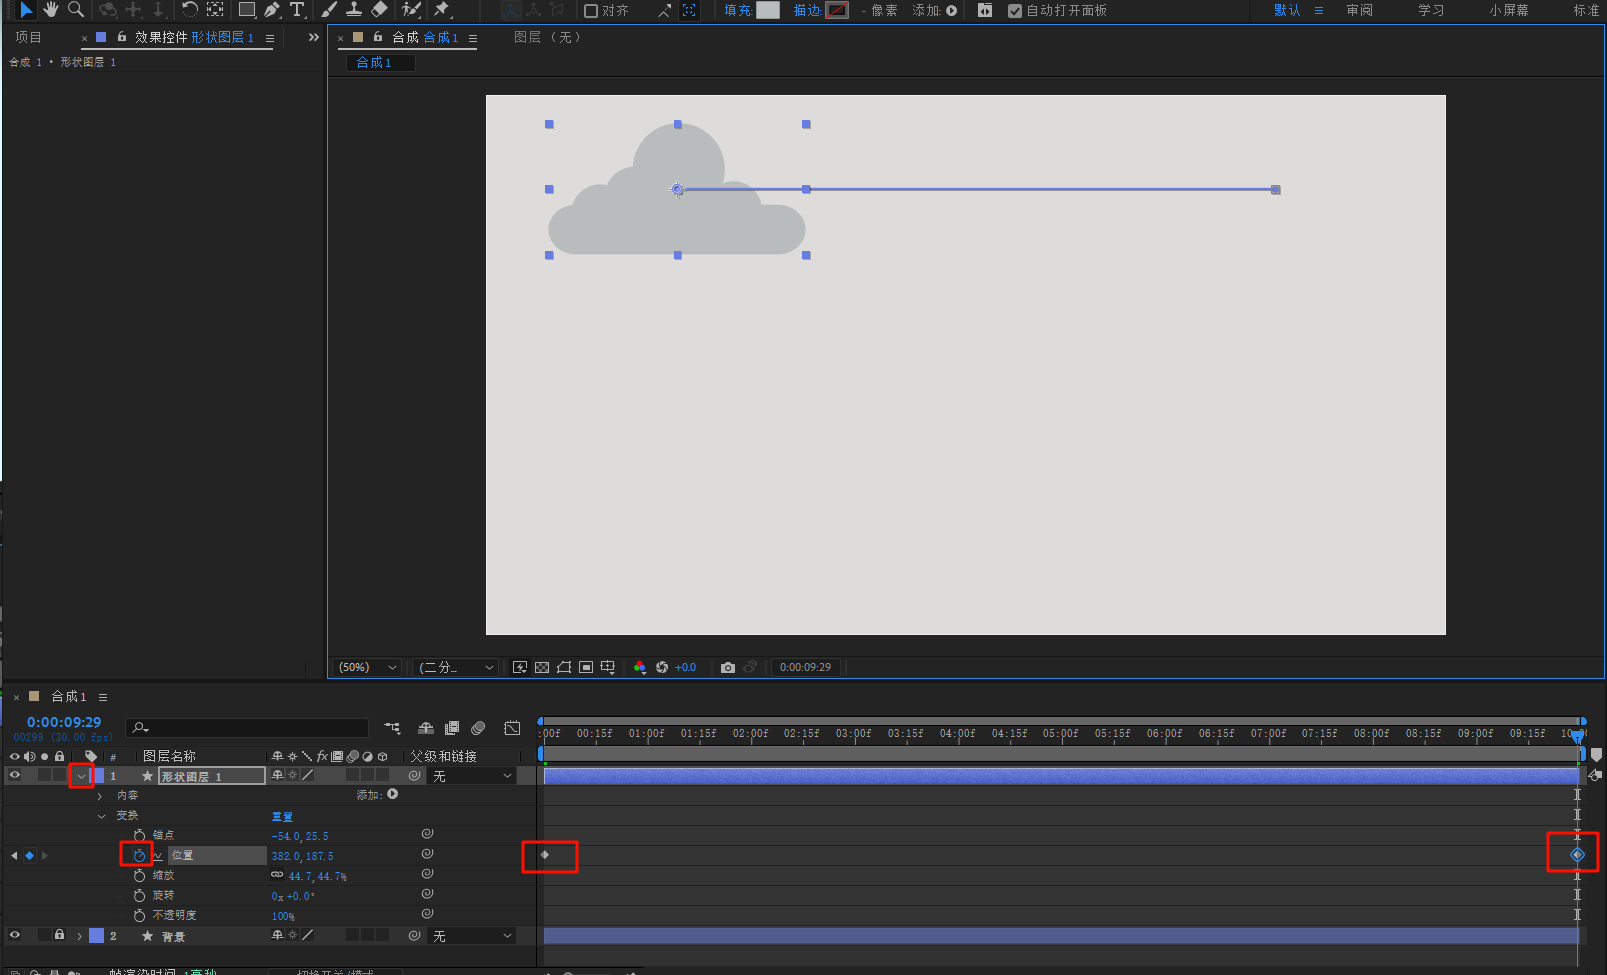 对齐 填充: 描边: - 像素 添加: 自动打开面板 默认 审阅 学习 小屏幕 标准
项目 × 效果控件 形状图层 1 ≡ » × 合成 合成 1 ≡ 图层 （无）
合成 1 • 形状图层 1
合成1
(50%) (二分... +0.0 0:00:09:29
× 合成1 ≡
0:00:09:29
00299 (30.00 fps)
:00f 00:15f 01:00f 01:15f 02:00f 02:15f 03:00f 03:15f 04:00f 04:15f 05:00f 05:15f 06:00f 06:15f 07:00f 07:15f 08:00f 08:15f 09:00f 09:15f 10:0
# 图层名称 fx 父级和链接
1 形状图层 1 无
内容 添加:
变换 重置
锚点 -54.0,25.5
位置 382.0,187.5
缩放 44.7,44.7%
旋转 0x+0.0°
不透明度 100%
2 背景 无
帧渲染时间 1毫秒 切换开关/模式